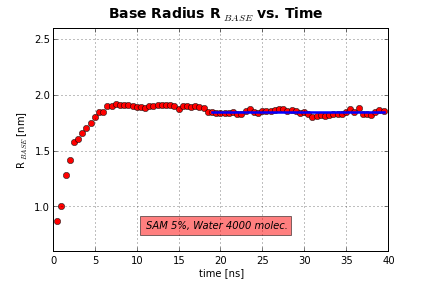 Base Radius R BASE vs. Time
R BASE [nm]
2.5
2.0
1.5
1.0
SAM 5%, Water 4000 molec.
0 5 10 15 20 25 30 35 40
time [ns]